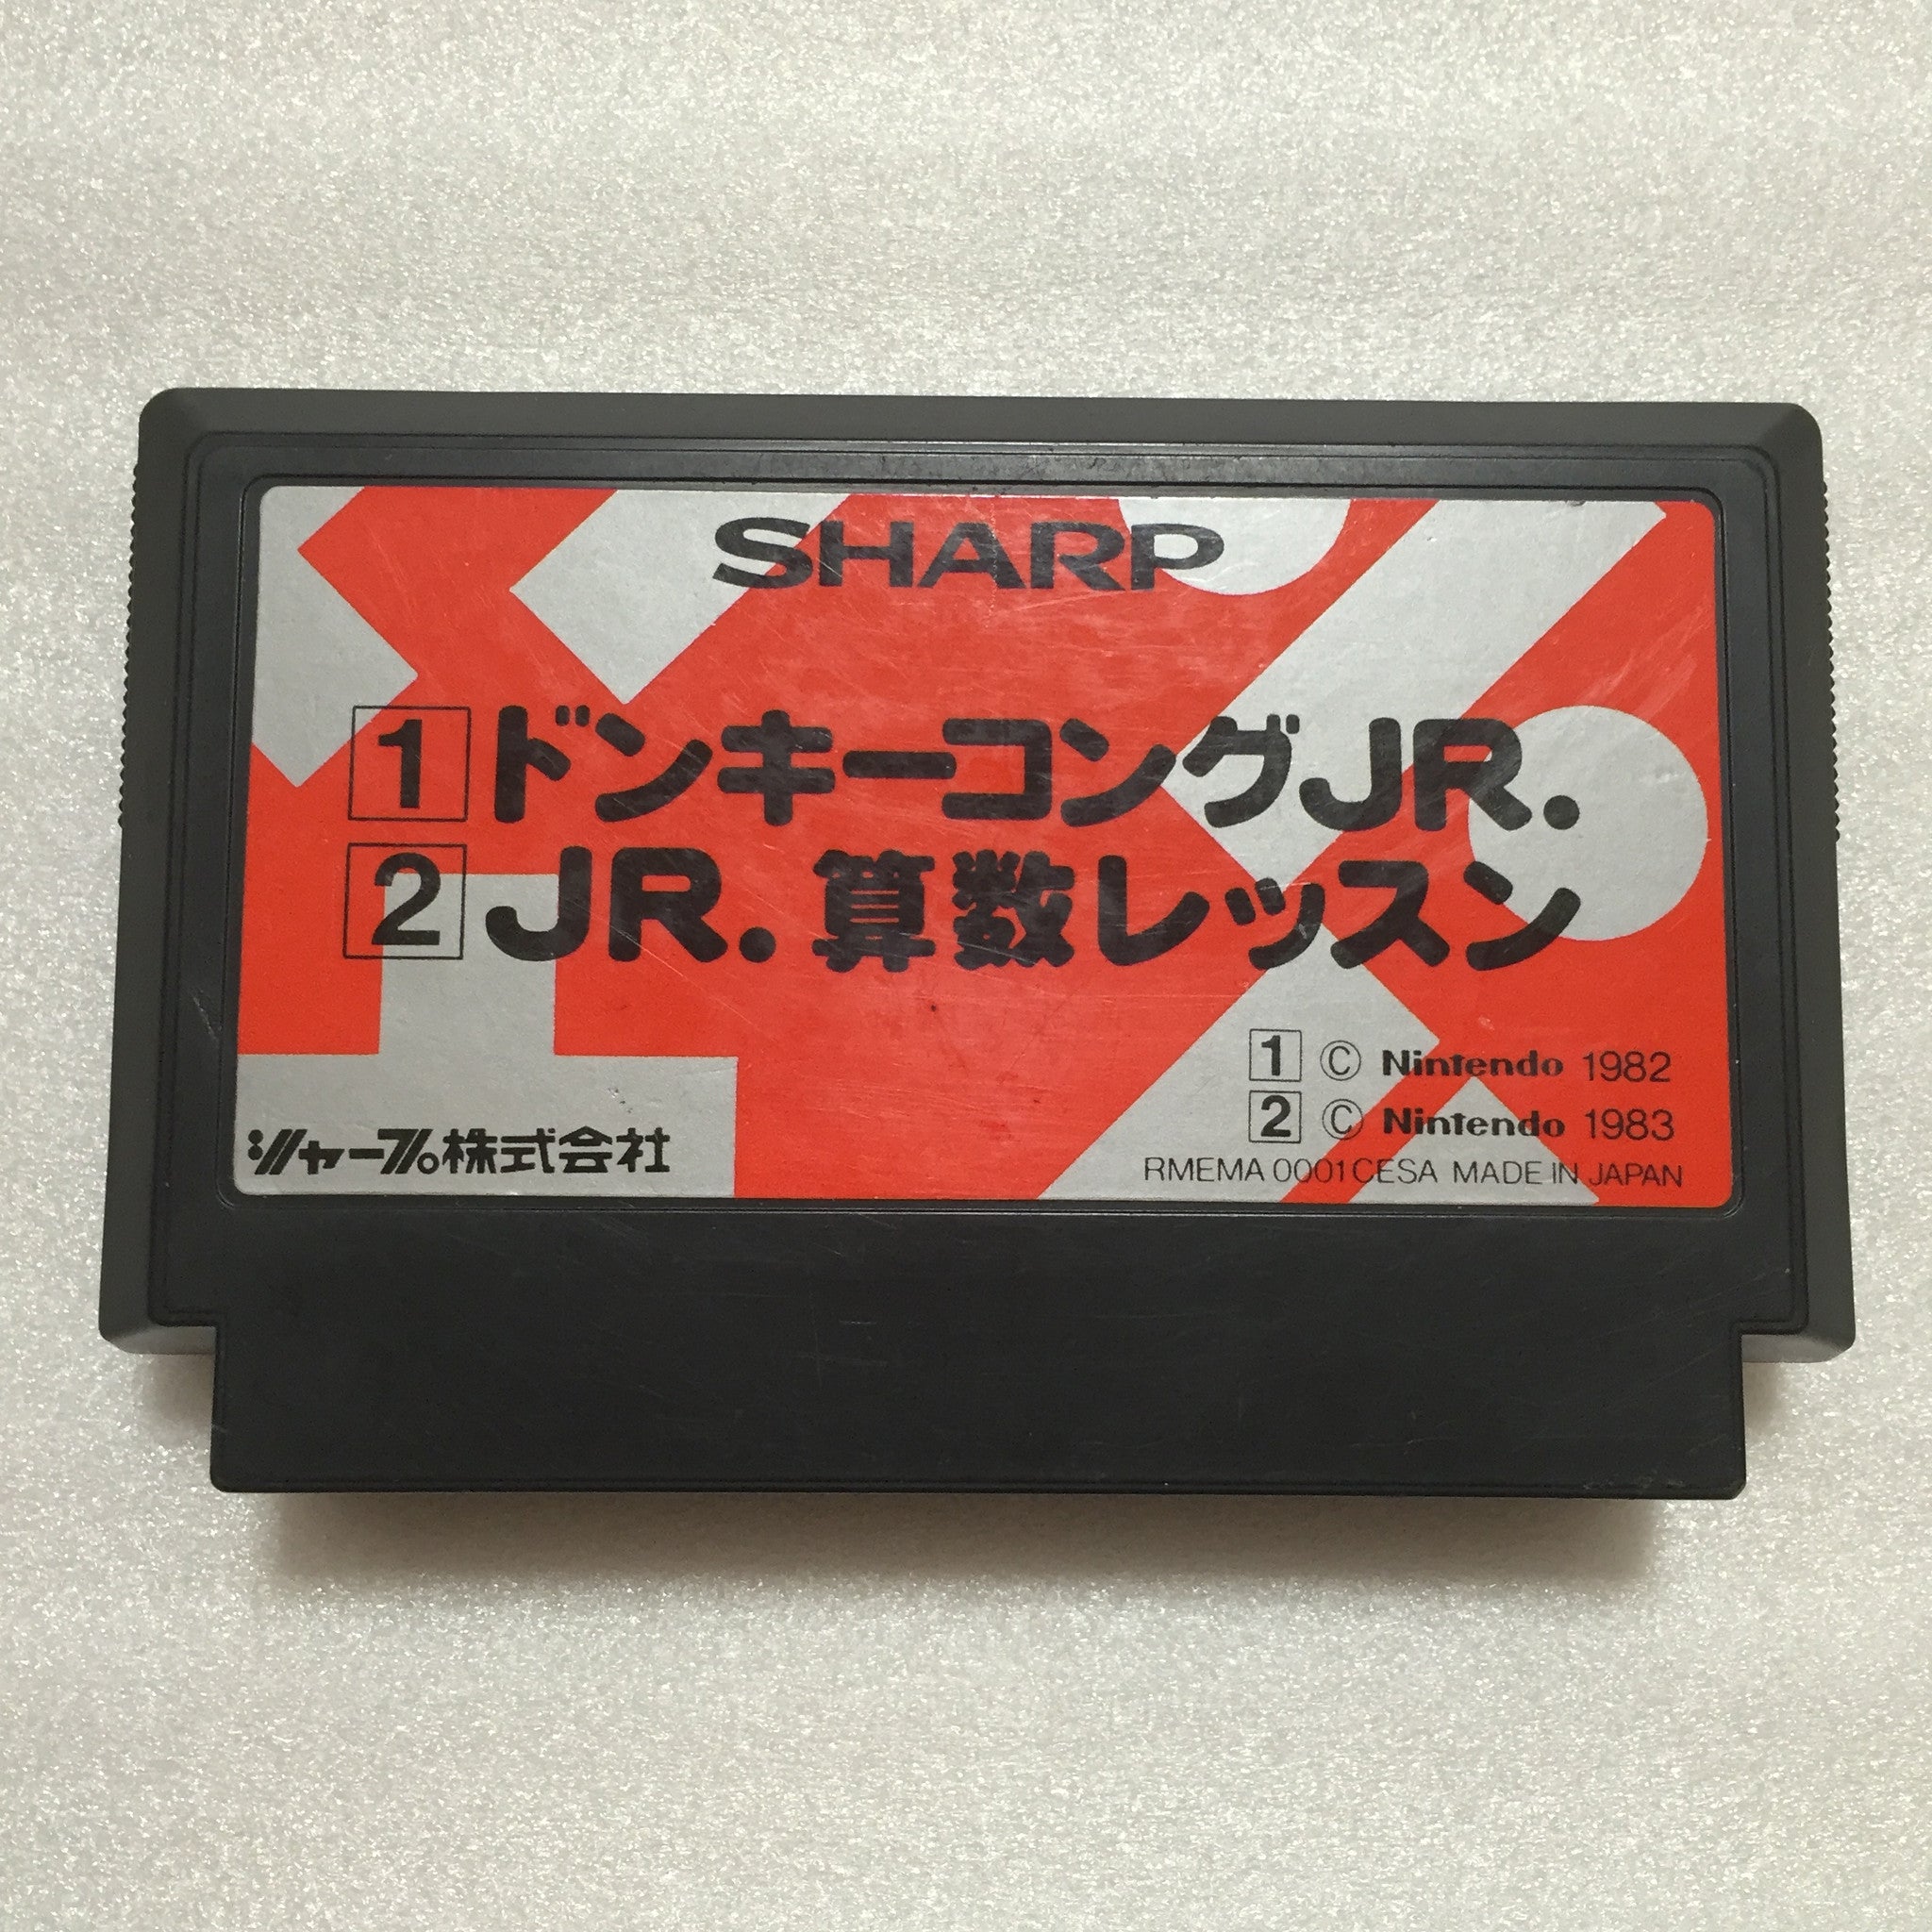 SHARP
1 ドンキーコングJR.
2 JR.算数レッスン
1 © Nintendo 1982
2 © Nintendo 1983
シャープ株式会社
RMEMA 0001CESA MADE IN JAPAN